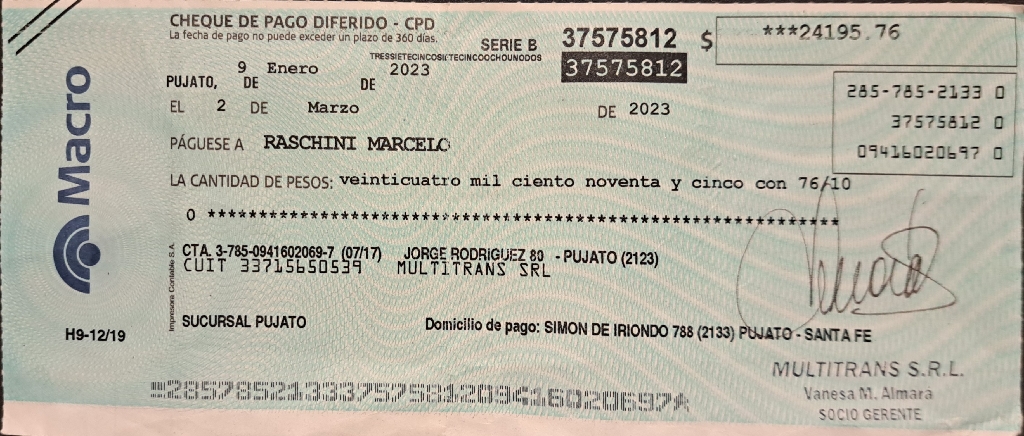 CHEQUE DE PAGO DIFERIDO - CPD
La fecha de pago no puede exceder un plazo de 360 días.
SERIE B 37575812 $ ***24195.76
TRESSIETECINCOSIETECINCOOCHOUNODOS
37575812
PUJATO, 9 DE Enero DE 2023
EL 2 DE Marzo DE 2023
285-785-2133 0
37575812 0
09416020697 0
PÁGUESE A RASCHINI MARCELO
LA CANTIDAD DE PESOS: veinticuatro mil ciento noventa y cinco con 76/10
0 *************************************************************
Macro
CTA. 3-785-0941602069-7 (07/17) JORGE RODRIGUEZ 80 - PUJATO (2123)
CUIT 33715650539 MULTITRANS SRL
Impresora Contable S.A.
SUCURSAL PUJATO
Domicilio de pago: SIMON DE IRIONDO 788 (2133) PUJATO - SANTA FE
H9-12/19
MULTITRANS S.R.L.
Vanesa M. Almara
SOCIO GERENTE
28578521333757581209416020697